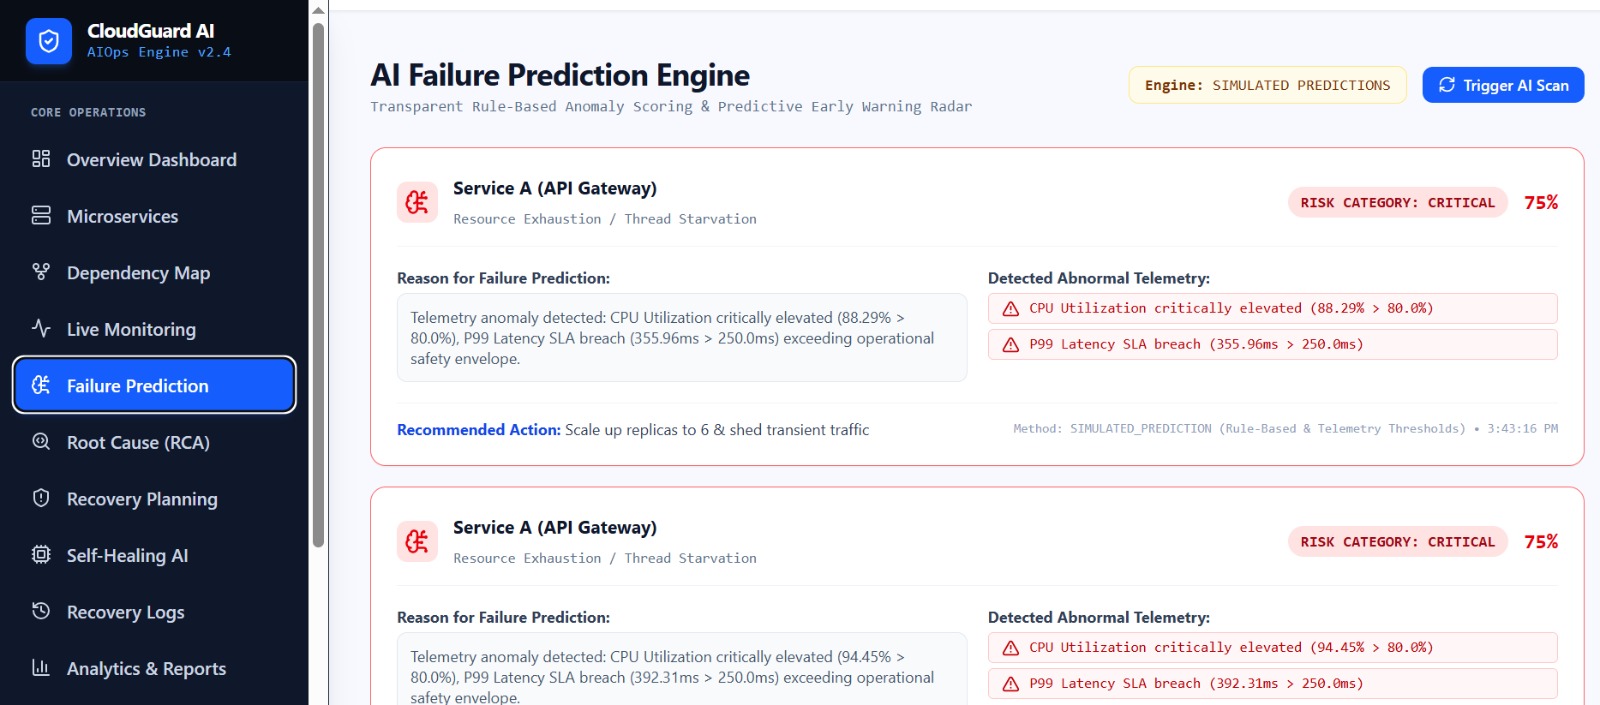 CloudGuard AI
AIOps Engine v2.4
CORE OPERATIONS
Overview Dashboard
Microservices
Dependency Map
Live Monitoring
Failure Prediction
Root Cause (RCA)
Recovery Planning
Self-Healing AI
Recovery Logs
Analytics & Reports
AI Failure Prediction Engine
Transparent Rule-Based Anomaly Scoring & Predictive Early Warning Radar
Engine: SIMULATED PREDICTIONS
Trigger AI Scan
Service A (API Gateway)
Resource Exhaustion / Thread Starvation
RISK CATEGORY: CRITICAL
75%
Reason for Failure Prediction:
Telemetry anomaly detected: CPU Utilization critically elevated (88.29% >
80.0%), P99 Latency SLA breach (355.96ms > 250.0ms) exceeding operational
safety envelope.
Detected Abnormal Telemetry:
CPU Utilization critically elevated (88.29% > 80.0%)
P99 Latency SLA breach (355.96ms > 250.0ms)
Recommended Action: Scale up replicas to 6 & shed transient traffic
Method: SIMULATED_PREDICTION (Rule-Based & Telemetry Thresholds) • 3:43:16 PM
Service A (API Gateway)
Resource Exhaustion / Thread Starvation
RISK CATEGORY: CRITICAL
75%
Reason for Failure Prediction:
Telemetry anomaly detected: CPU Utilization critically elevated (94.45% >
80.0%), P99 Latency SLA breach (392.31ms > 250.0ms) exceeding operational
safety envelope.
Detected Abnormal Telemetry:
CPU Utilization critically elevated (94.45% > 80.0%)
P99 Latency SLA breach (392.31ms > 250.0ms)